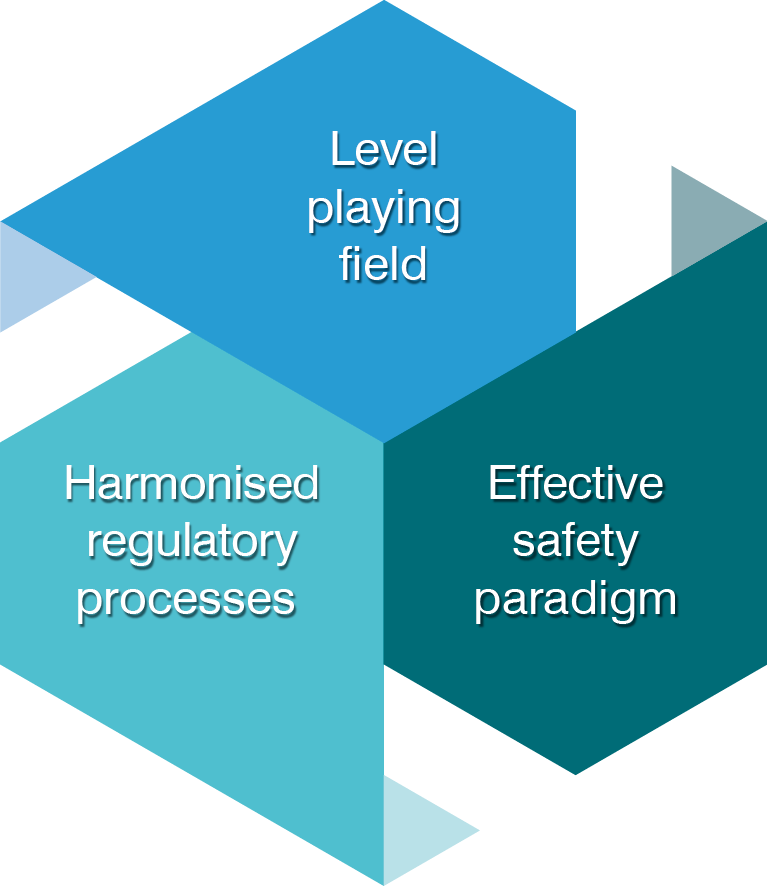 Level
playing
field
Harmonised
regulatory
processes
Effective
safety
paradigm